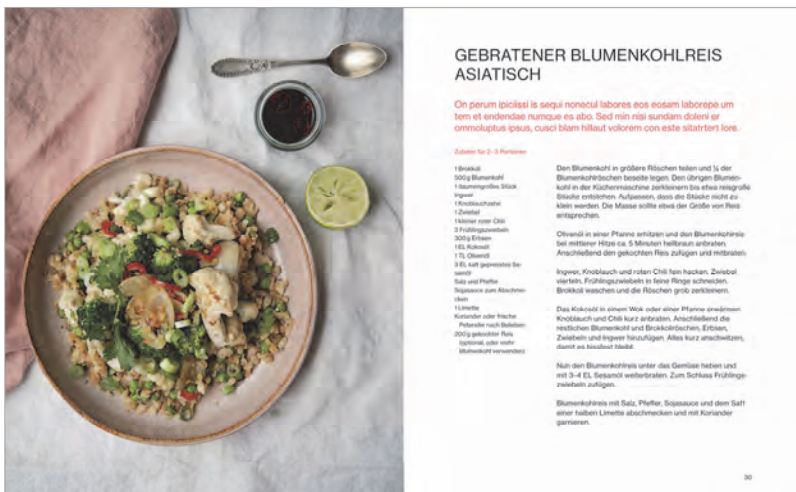 GEBRATENER BLUMENKOHLREIS
ASIATISCH
On perum ipiciissi is sequi nonecul labores eos eosam laborepe um
tem et endendae numque es abo. Sed min nisi sundam doleni er
ommoluptus ipsus, cusci blam hillaut volorem con este sitatrtert lore.
Zutaten für 2–3 Portionen
1 Brokkoli
500 g Blumenkohl
1 daumengroßes Stück
Ingwer
1 Knoblauchzehe
1 Zwiebel
1 kleiner roter Chili
3 Frühlingszwiebeln
300 g Erbsen
1 EL Kokosöl
1 TL Olivenöl
3 EL kalt gepresstes Se-
samöl
Salz und Pfeffer
Sojasauce zum Abschme-
cken
1 Limette
Koriander oder frische
Petersilie nach Belieben
200 g gekochter Reis
(optional, oder mehr
Blumenkohl verwenden)
Den Blumenkohl in größere Röschen teilen und ¼ der
Blumenkohlröschen beiseite legen. Den übrigen Blumen-
kohl in der Küchenmaschine zerkleinern bis etwa reisgroße
Stücke entstehen. Aufpassen, dass die Stücke nicht zu
klein werden. Die Masse sollte etwa der Größe von Reis
entsprechen.
Olivenöl in einer Pfanne erhitzen und den Blumenkohlreis
bei mittlerer Hitze ca. 5 Minuten hellbraun anbraten.
Anschließend den gekochten Reis zufügen und mitbraten.
Ingwer, Knoblauch und roten Chili fein hacken. Zwiebel
vierteln. Frühlingszwiebeln in feine Ringe schneiden.
Brokkoli waschen und die Röschen grob zerkleinern.
Das Kokosöl in einem Wok oder einer Pfanne erwärmen
Knoblauch und Chili kurz anbraten. Anschließend die
restlichen Blumenkohl und Brokkoliröschen, Erbsen,
Zwiebeln und Ingwer hinzufügen. Alles kurz anschwitzen,
damit es bissfest bleibt.
Nun den Blumenkohlreis unter das Gemüse heben und
mit 3–4 EL Sesamöl weiterbraten. Zum Schluss Frühlings-
zwiebeln zufügen.
Blumenkohlreis mit Salz, Pfeffer, Sojasauce und dem Saft
einer halben Limette abschmecken und mit Koriander
garnieren.
30